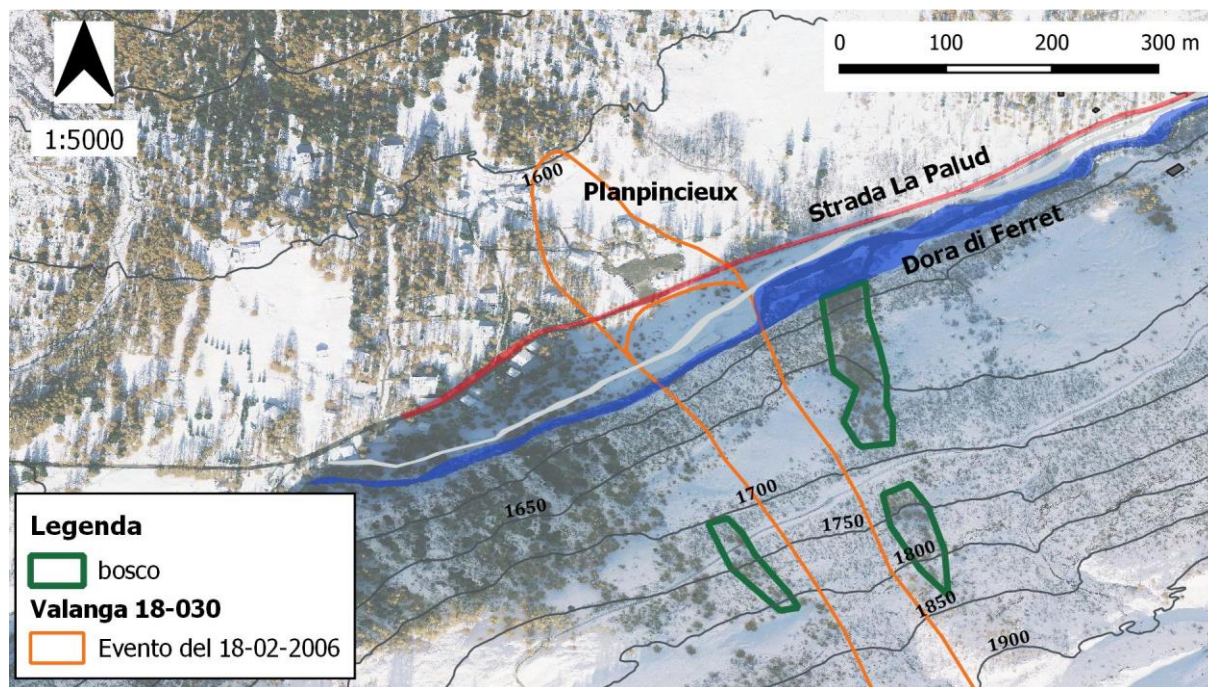 0 100 200 300 m
1:5000
1600
Planpincieux
Strada La Palud
Dora di Ferret
1700
1650
1750
1800
1850
1900
Legenda
bosco
Valanga 18-030
Evento del 18-02-2006